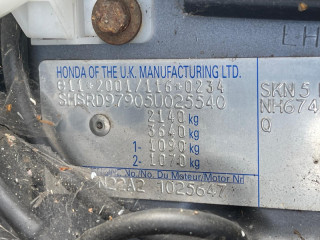 LH
HONDA OF THE U.K. MANUFACTURING LTD.
e11*2001/116*0234
SHSRD97905U025540
2140 kg
3640 kg
1- 1090 kg
2- 1070 kg
SKN 5
NH674
Q
No./No. Du Moteur/Motor Nr
N22A2 1025647